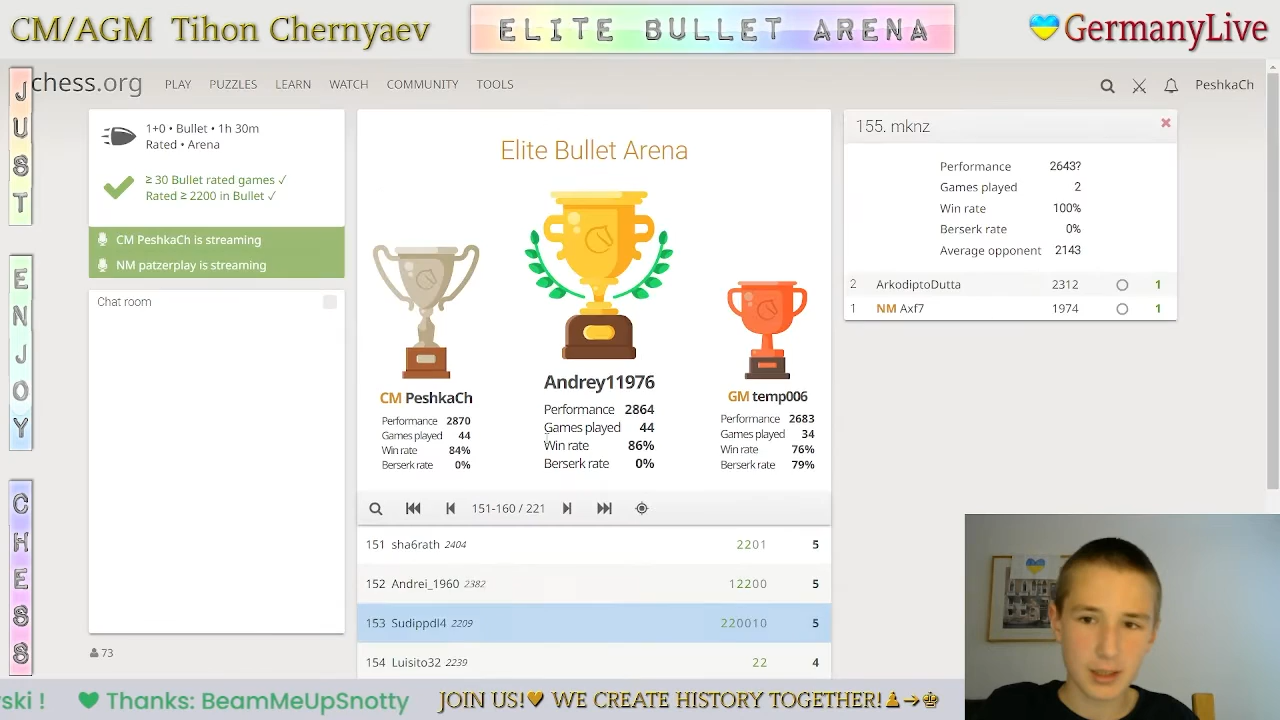 CM/AGM Tihon Chernyaev
ELITE BULLET ARENA
GermanyLive
JUST
ENJOY
CHESS
chess.org
PLAY PUZZLES LEARN WATCH COMMUNITY TOOLS
PeshkaCh
1+0 • Bullet • 1h 30m
Rated • Arena
≥ 30 Bullet rated games ✓
Rated ≥ 2200 in Bullet ✓
CM PeshkaCh is streaming
NM patzerplay is streaming
Chat room
73
Elite Bullet Arena
CM PeshkaCh
Performance 2870
Games played 44
Win rate 84%
Berserk rate 0%
Andrey11976
Performance 2864
Games played 44
Win rate 86%
Berserk rate 0%
GM temp006
Performance 2683
Games played 34
Win rate 76%
Berserk rate 79%
151-160 / 221
151 sha6rath 2404 2201 5
152 Andrei_1960 2382 12200 5
153 Sudippdl4 2209 220010 5
154 Luisito32 2239 22 4
155. mknz
Performance 2643?
Games played 2
Win rate 100%
Berserk rate 0%
Average opponent 2143
2 ArkodiptoDutta 2312 1
1 NM Axf7 1974 1
ski ! Thanks: BeamMeUpSnotty JOIN US! WE CREATE HISTORY TOGETHER!♟→♚